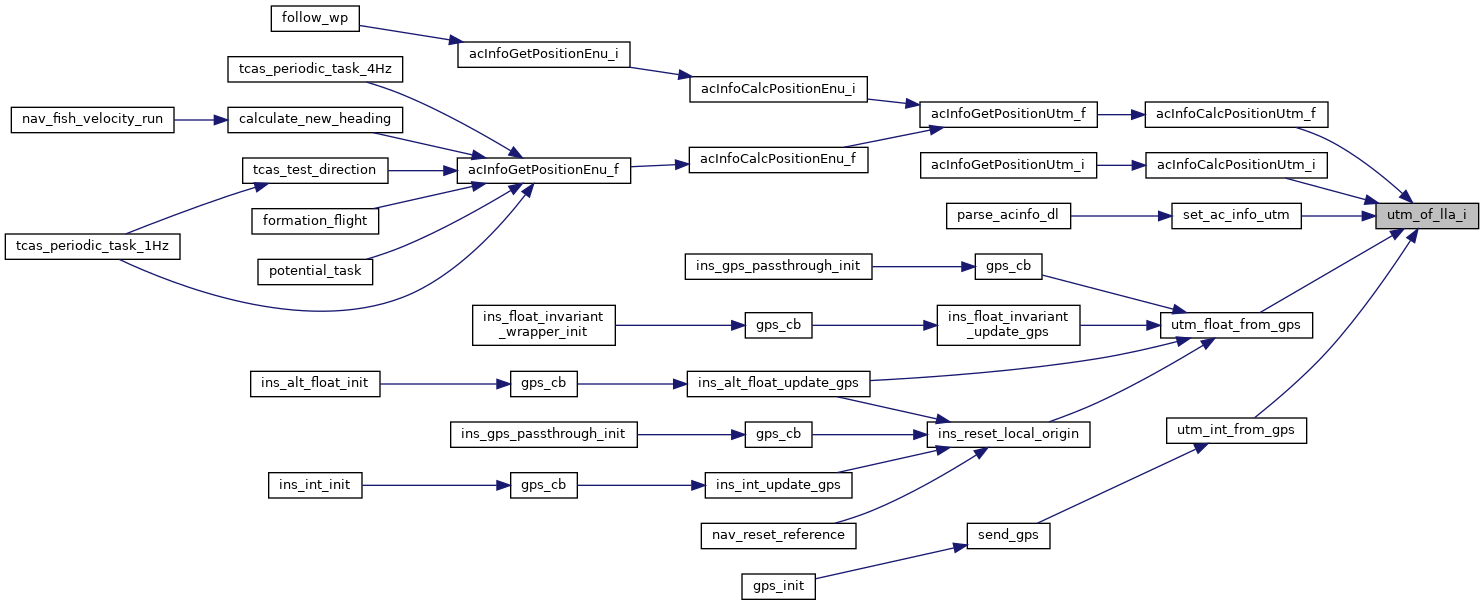 follow_wp
acInfoGetPositionEnu_i
tcas_periodic_task_4Hz
acInfoCalcPositionEnu_i
nav_fish_velocity_run
calculate_new_heading
acInfoGetPositionUtm_f
acInfoCalcPositionUtm_f
tcas_test_direction
acInfoGetPositionEnu_f
acInfoCalcPositionEnu_f
acInfoGetPositionUtm_i
acInfoCalcPositionUtm_i
formation_flight
parse_acinfo_dl
set_ac_info_utm
utm_of_lla_i
tcas_periodic_task_1Hz
potential_task
ins_gps_passthrough_init
gps_cb
ins_float_invariant
_wrapper_init
gps_cb
ins_float_invariant
_update_gps
utm_float_from_gps
ins_alt_float_init
gps_cb
ins_alt_float_update_gps
ins_gps_passthrough_init
gps_cb
ins_reset_local_origin
utm_int_from_gps
ins_int_init
gps_cb
ins_int_update_gps
nav_reset_reference
send_gps
gps_init